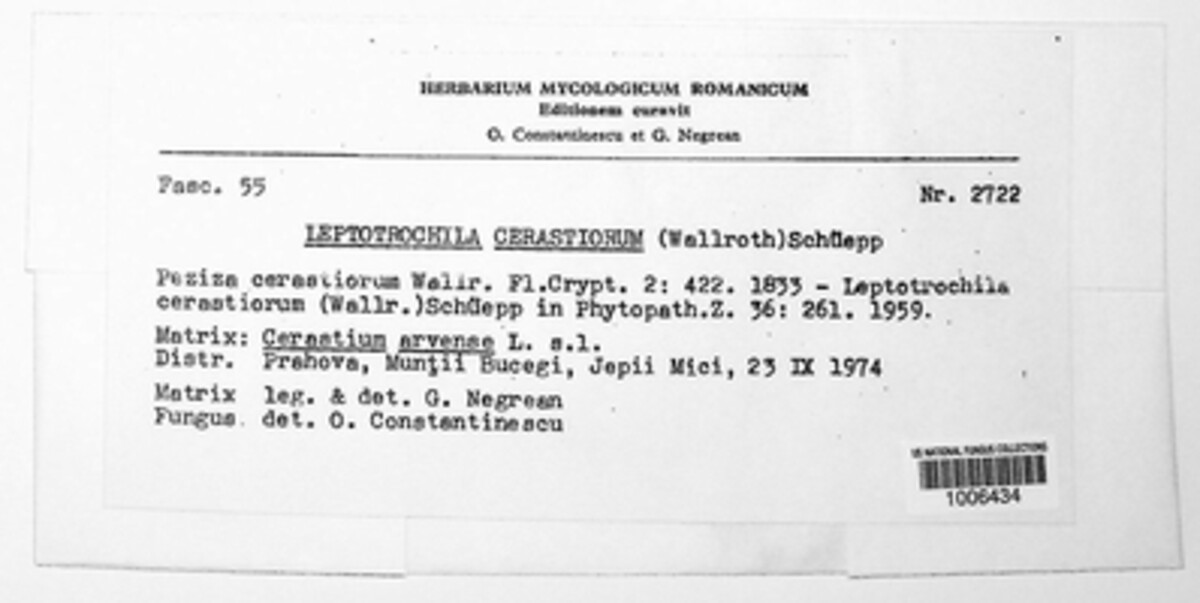 HERBARIUM MYCOLOGICUM ROMANICUM
Editionem curavit
O. Constantinescu et G. Negrean
Fasc. 55
Nr. 2722
LEPTOTROCHILA CERASTIORUM (Wallroth)Schüepp
Peziza cerastiorum Wallr. Fl.Crypt. 2: 422. 1833 - Leptotrochila
cerastiorum (Wallr.)Schüepp in Phytopath.Z. 36: 261. 1959.
Matrix: Cerastium arvense L. s.l.
Distr. Prahova, Munţii Bucegi, Jepii Mici, 23 IX 1974
Matrix leg. & det. G. Negrean
Fungus det. O. Constantinescu
US NATIONAL FUNGUS COLLECTIONS
1006434